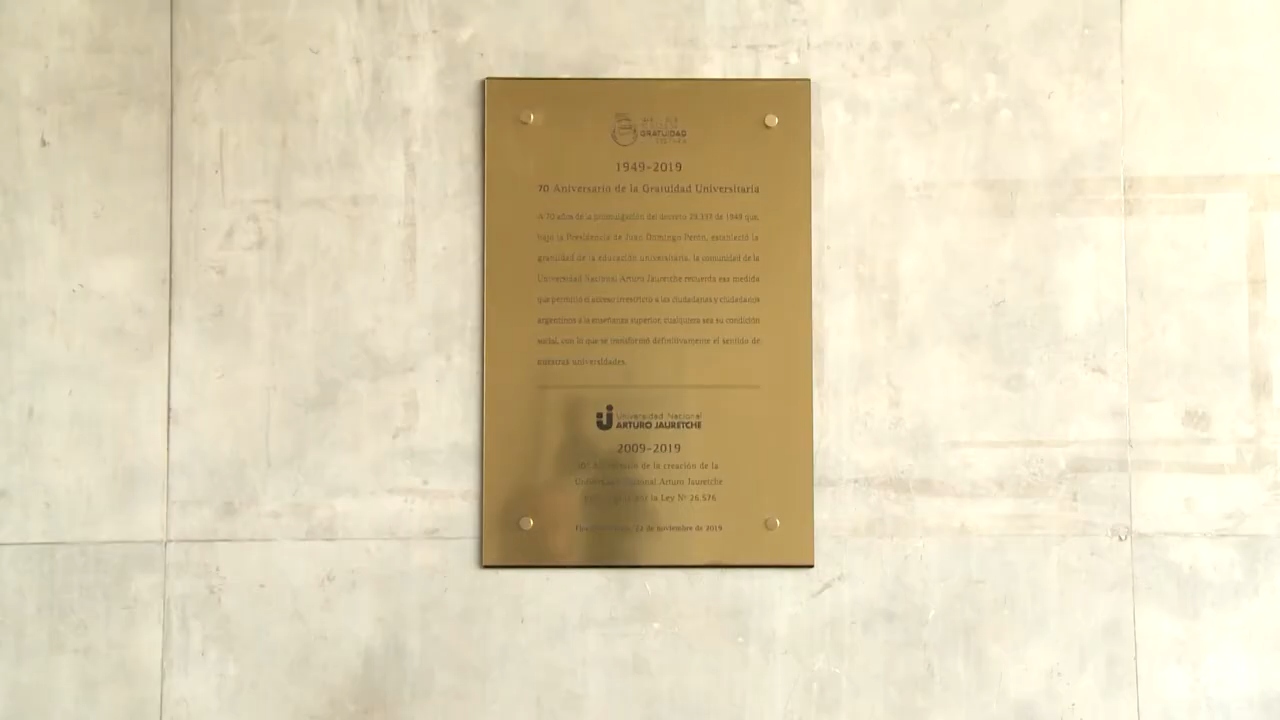 GRATUIDAD
1949-2019
70 Aniversario de la Gratuidad Universitaria
A 70 años de la promulgación del decreto 29.337 de 1949 que,
bajo la Presidencia de Juan Domingo Perón, estableció la
gratuidad de la educación universitaria, la comunidad de la
Universidad Nacional Arturo Jauretche recuerda esa medida
que permitió el acceso irrestricto a las ciudadanas y ciudadanos
argentinos a la enseñanza superior, cualquiera sea su condición
social, con lo que se transformó definitivamente el sentido de
nuestras universidades.
Universidad Nacional
ARTURO JAURETCHE
2009-2019
10° Aniversario de la creación de la
Universidad Nacional Arturo Jauretche
la Ley N° 26.576
22 de noviembre de 2019